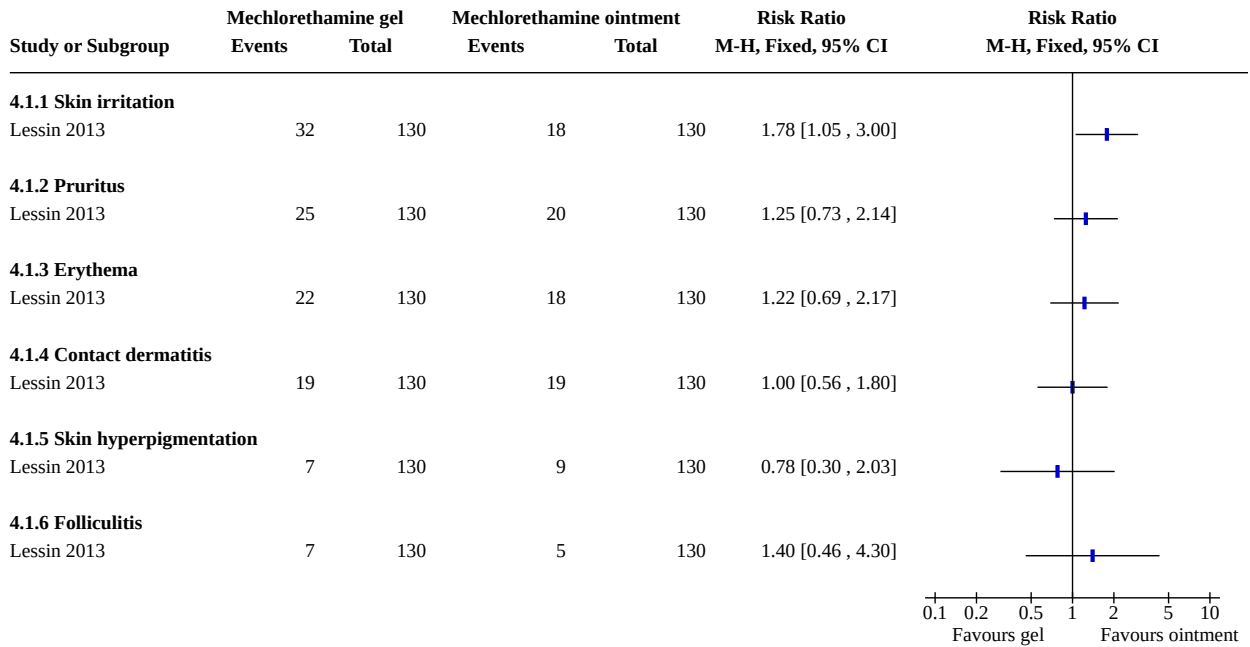 Mechlorethamine gel Mechlorethamine ointment Risk Ratio Risk Ratio
Study or Subgroup Events Total Events Total M-H, Fixed, 95% CI M-H, Fixed, 95% CI
4.1.1 Skin irritation
Lessin 2013 32 130 18 130 1.78 [1.05 , 3.00]
4.1.2 Pruritus
Lessin 2013 25 130 20 130 1.25 [0.73 , 2.14]
4.1.3 Erythema
Lessin 2013 22 130 18 130 1.22 [0.69 , 2.17]
4.1.4 Contact dermatitis
Lessin 2013 19 130 19 130 1.00 [0.56 , 1.80]
4.1.5 Skin hyperpigmentation
Lessin 2013 7 130 9 130 0.78 [0.30 , 2.03]
4.1.6 Folliculitis
Lessin 2013 7 130 5 130 1.40 [0.46 , 4.30]
0.1 0.2 0.5 1 2 5 10
Favours gel Favours ointment